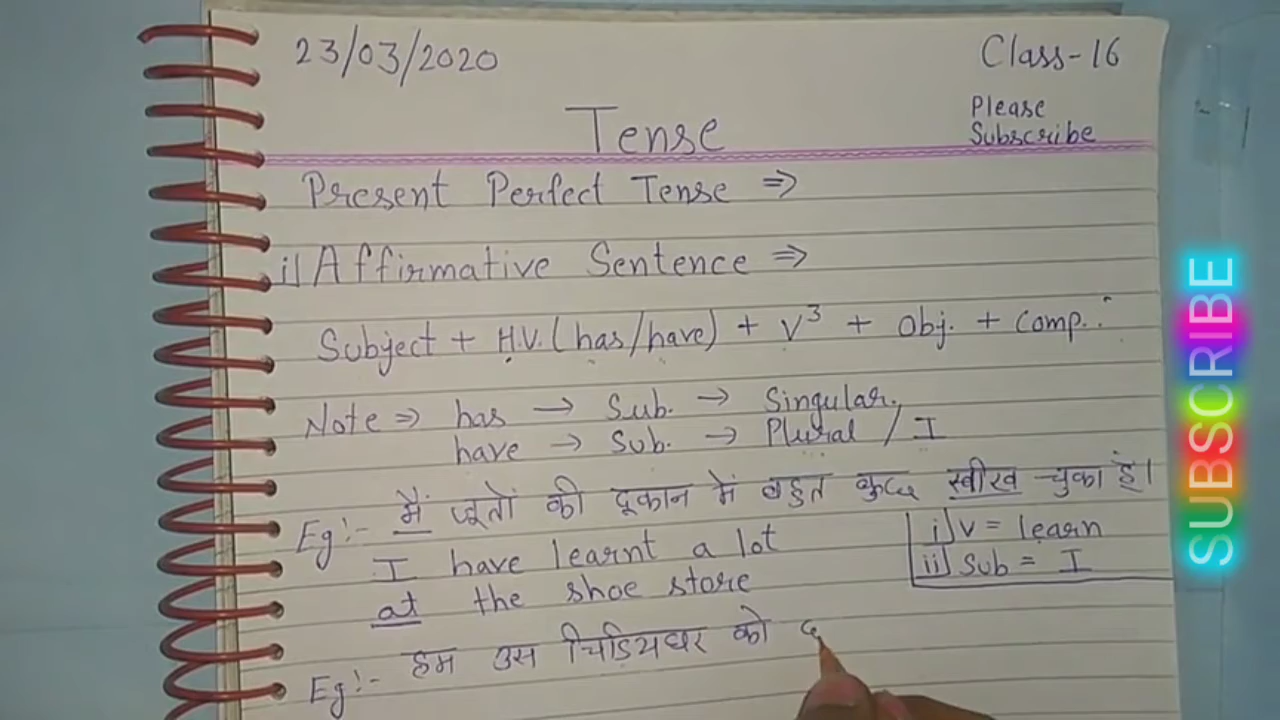 23/03/2020
Class-16
Please
Subscribe
Tense
Present Perfect Tense ⇒
i) Affirmative Sentence ⇒
Subject + H.V. (has/have) + V³ + Obj. + Comp.
Note ⇒ has → Sub. → Singular.
have → Sub. → Plural / I
Eg:- मैं जूतों की दूकान में बहुत कुछ सीख चुका हूं।
I have learnt a lot
at the shoe store
i) V = learn
ii) Sub = I
Eg:- हम उस चिडियघर को
SUBSCRIBE